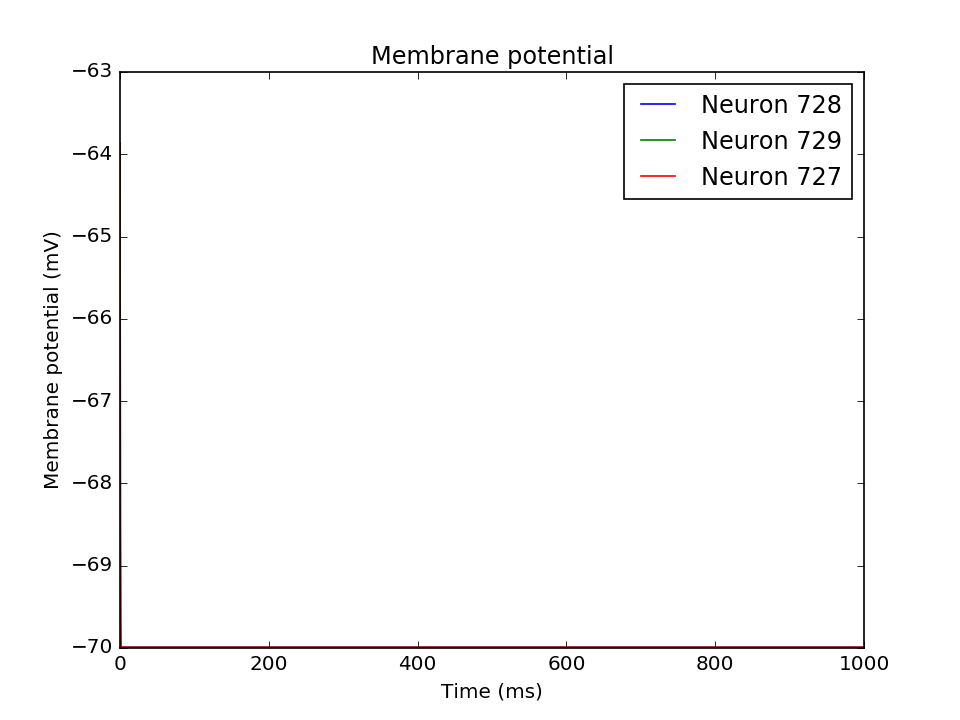 Membrane potential
−63
−64
−65
−66
−67
−68
−69
−70
Membrane potential (mV)
Neuron 728
Neuron 729
Neuron 727
0 200 400 600 800 1000
Time (ms)